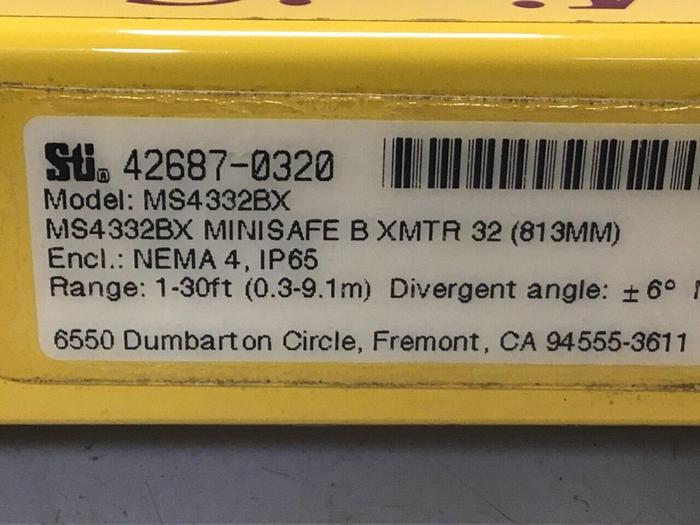 Sti® 42687-0320
Model: MS4332BX
MS4332BX MINISAFE B XMTR 32 (813MM)
Encl.: NEMA 4, IP65
Range: 1-30ft (0.3-9.1m) Divergent angle: ± 6°
6550 Dumbarton Circle, Fremont, CA 94555-3611